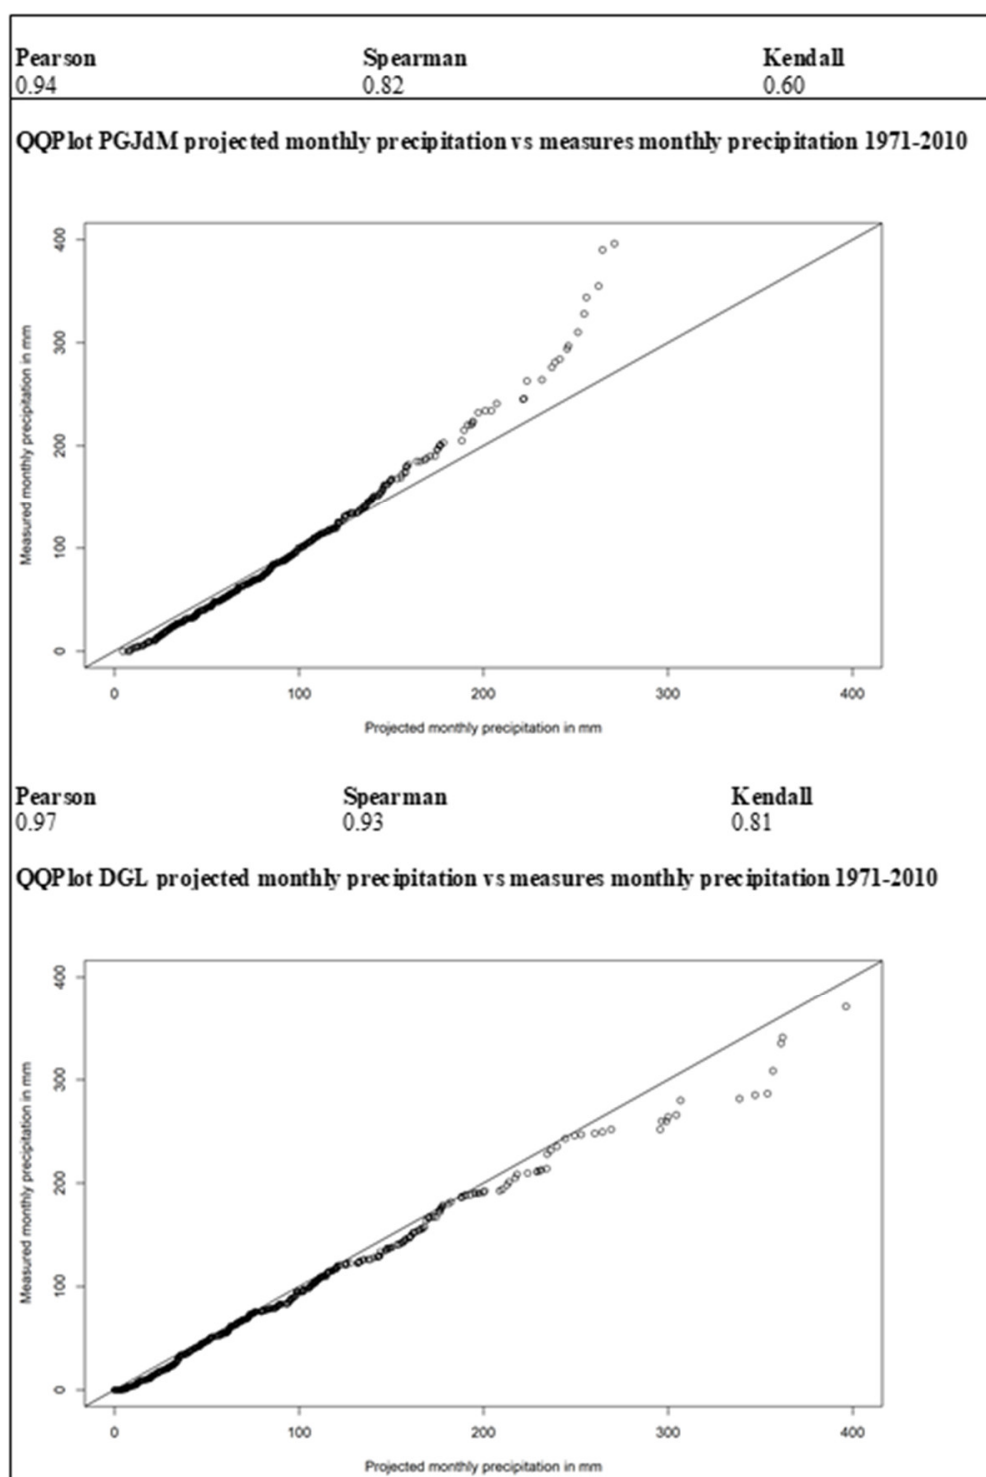 Pearson Spearman Kendall
0.94 0.82 0.60
QQPlot PGJdM projected monthly precipitation vs measures monthly precipitation 1971-2010
400
300
200
100
0
Measured monthly precipitation in mm
0 100 200 300 400
Projected monthly precipitation in mm
Pearson Spearman Kendall
0.97 0.93 0.81
QQPlot DGL projected monthly precipitation vs measures monthly precipitation 1971-2010
400
300
200
100
0
Measured monthly precipitation in mm
0 100 200 300 400
Projected monthly precipitation in mm